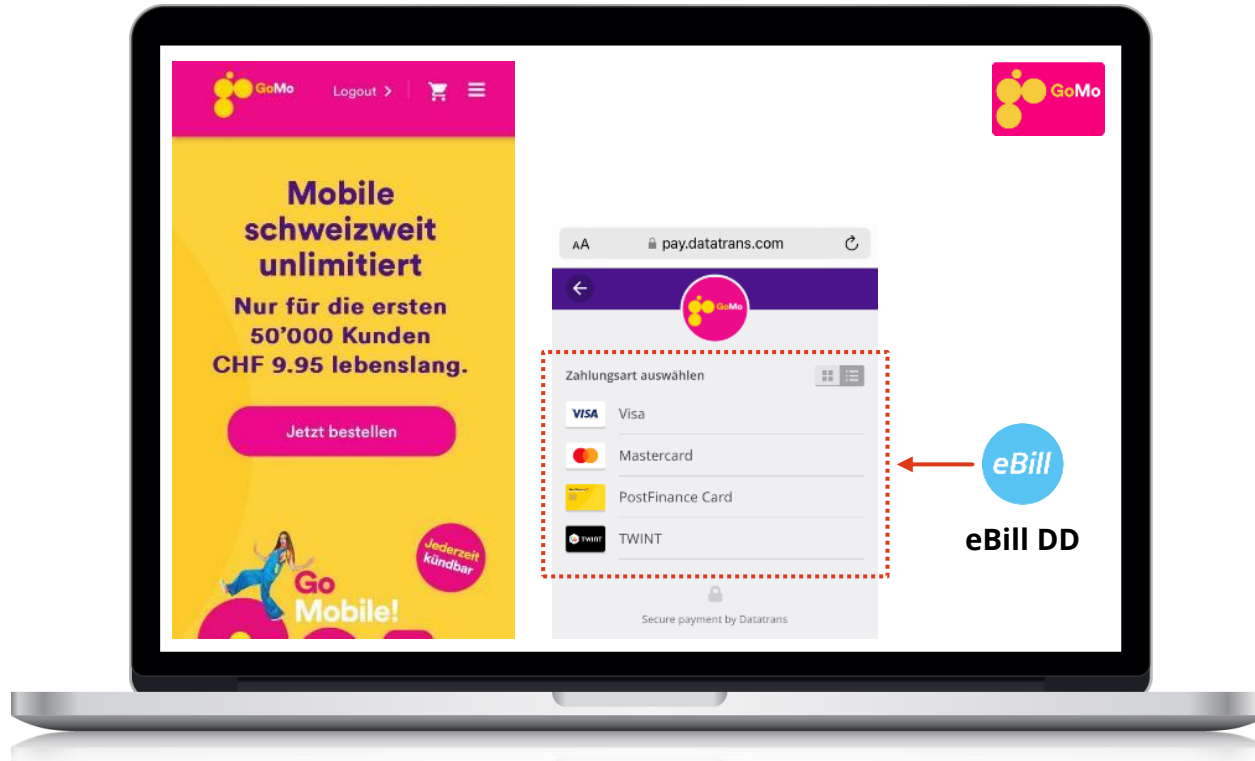 GoMo
Logout >
Mobile
schweizweit
unlimitiert
Nur für die ersten
50'000 Kunden
CHF 9.95 lebenslang.
Jetzt bestellen
Jederzeit
kündbar
Go
Mobile!
GoMo
AA pay.datatrans.com
GoMo
Zahlungsart auswählen
VISA Visa
Mastercard
PostFinance Card
TWINT TWINT
Secure payment by Datatrans
eBill
eBill DD